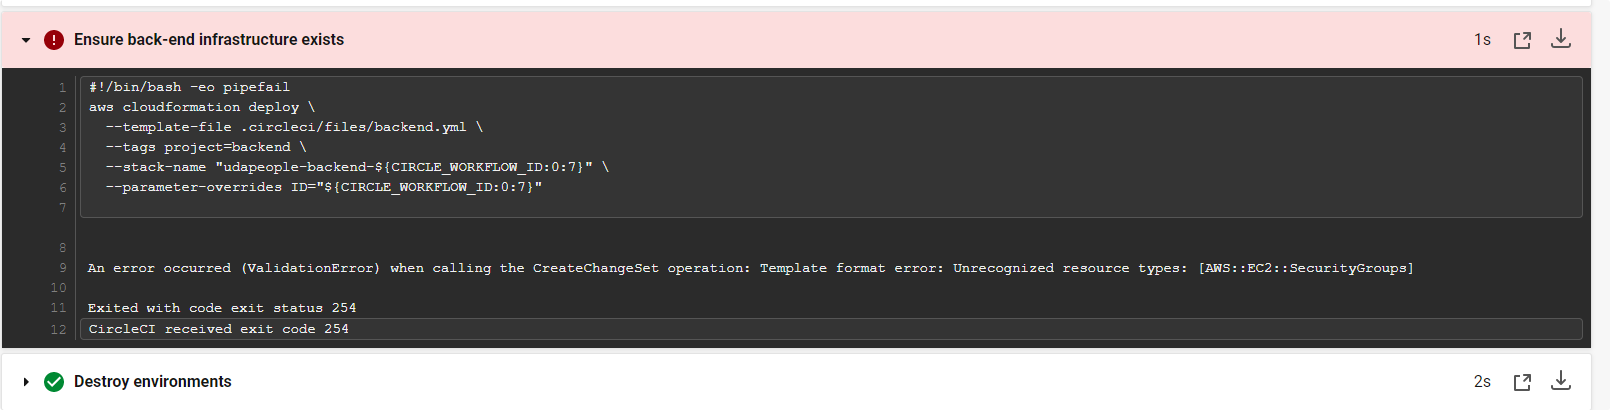 Ensure back-end infrastructure exists 1s
1 #!/bin/bash -eo pipefail
2 aws cloudformation deploy \
3 --template-file .circleci/files/backend.yml \
4 --tags project=backend \
5 --stack-name "udapeople-backend-${CIRCLE_WORKFLOW_ID:0:7}" \
6 --parameter-overrides ID="${CIRCLE_WORKFLOW_ID:0:7}"
7
8
9 An error occurred (ValidationError) when calling the CreateChangeSet operation: Template format error: Unrecognized resource types: [AWS::EC2::SecurityGroups]
10
11 Exited with code exit status 254
12 CircleCI received exit code 254
Destroy environments 2s